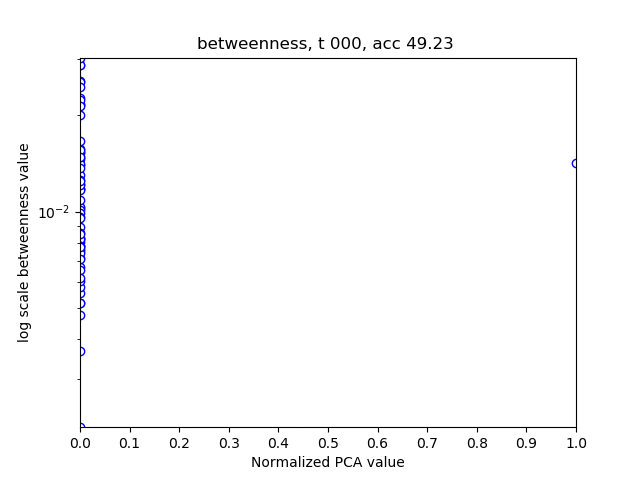 betweenness, t 000, acc 49.23
log scale betweenness value
10⁻²
0.0 0.1 0.2 0.3 0.4 0.5 0.6 0.7 0.8 0.9 1.0
Normalized PCA value